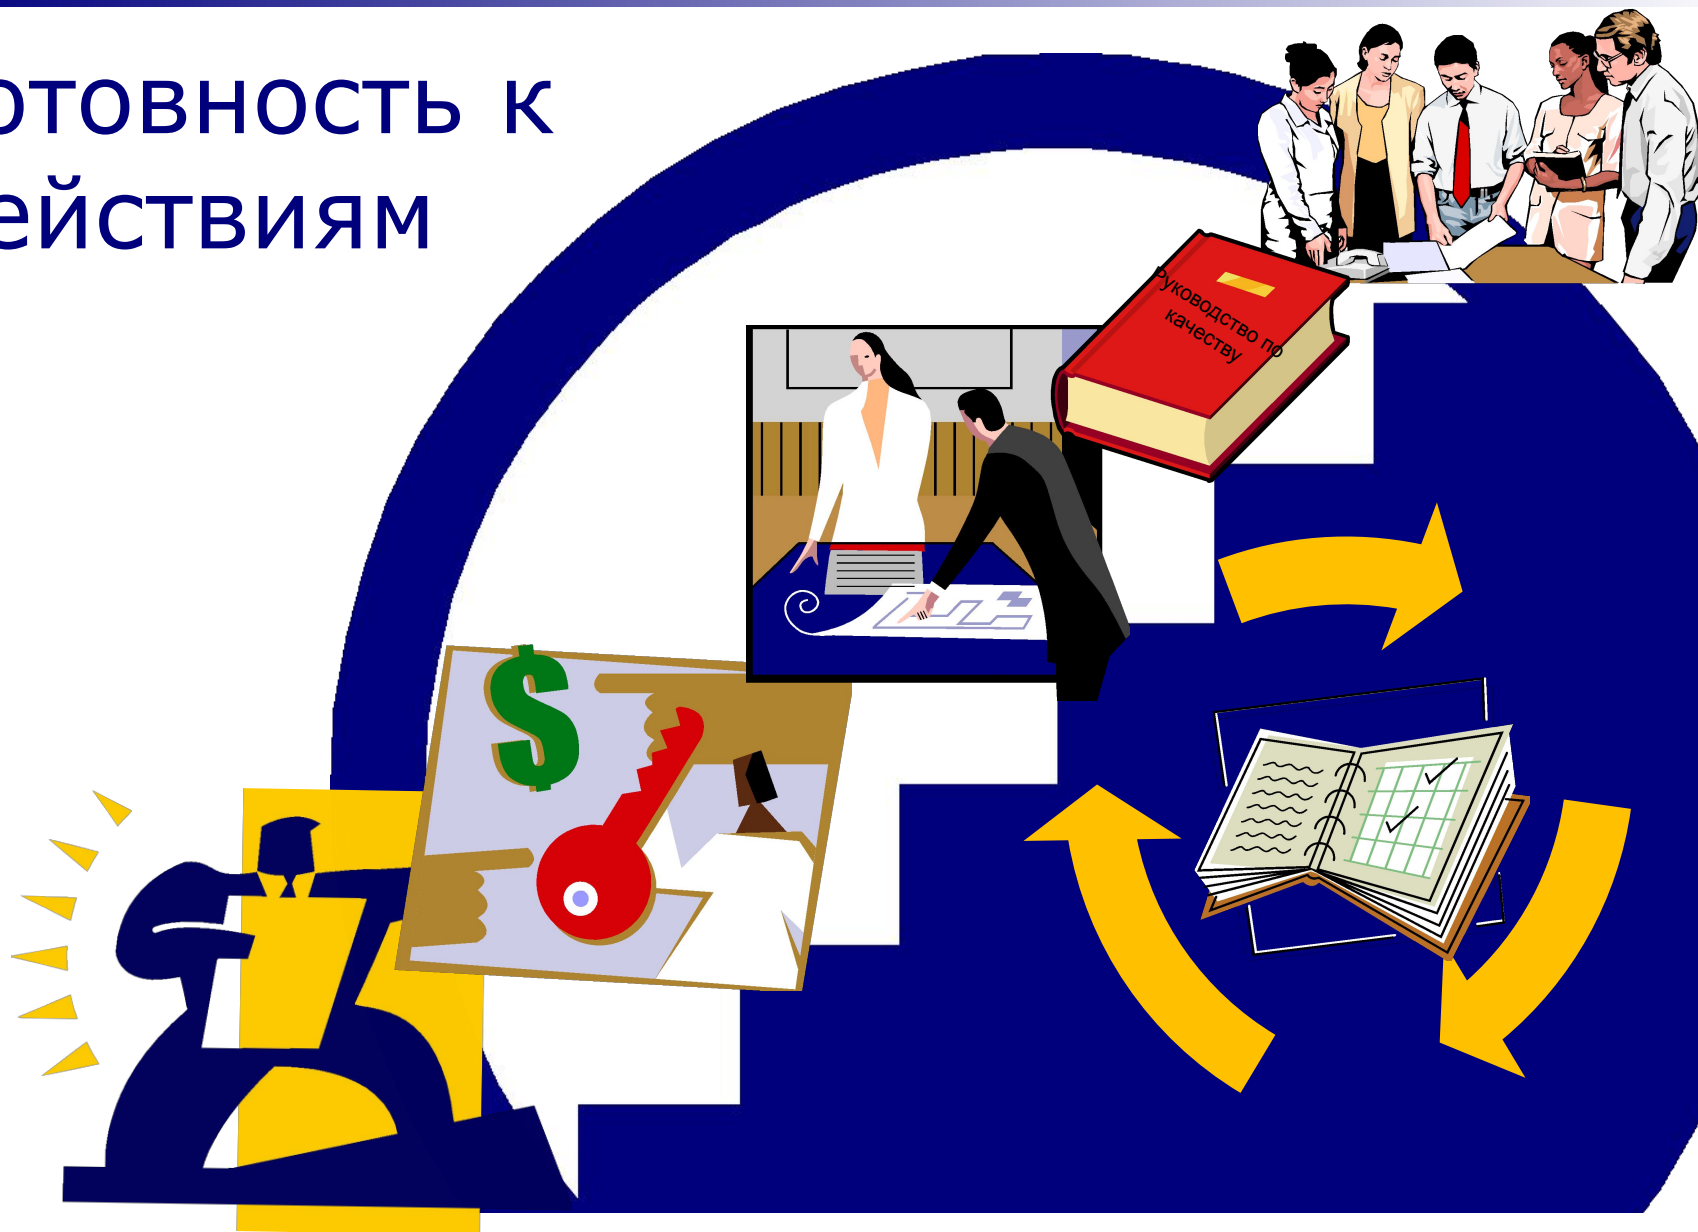 отовность к
ействиям
Руководство по
качеству
$